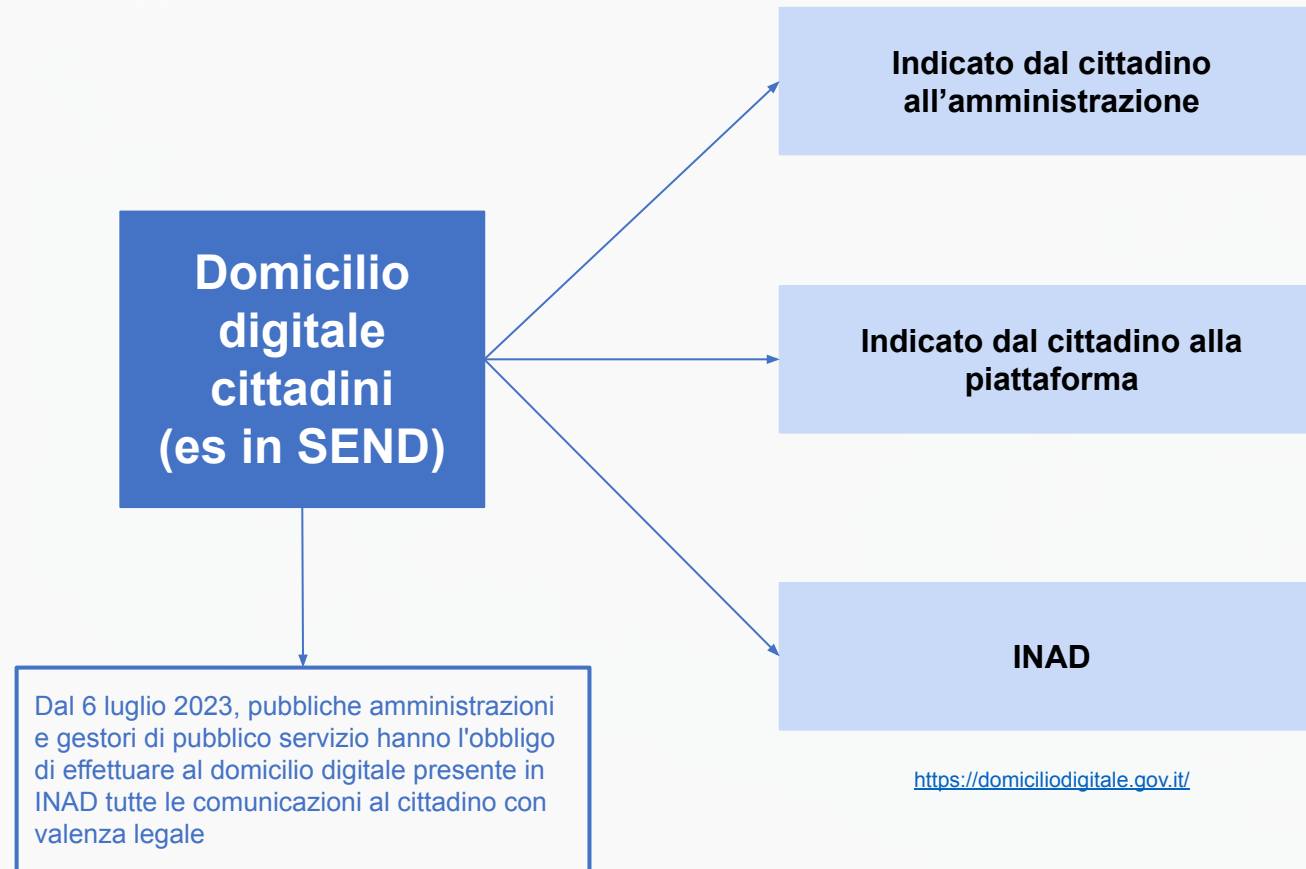 Indicato dal cittadino
all’amministrazione
Domicilio
digitale
cittadini
(es in SEND)
Indicato dal cittadino alla
piattaforma
INAD
Dal 6 luglio 2023, pubbliche amministrazioni
e gestori di pubblico servizio hanno l'obbligo
di effettuare al domicilio digitale presente in
INAD tutte le comunicazioni al cittadino con
valenza legale
https://domiciliodigitale.gov.it/